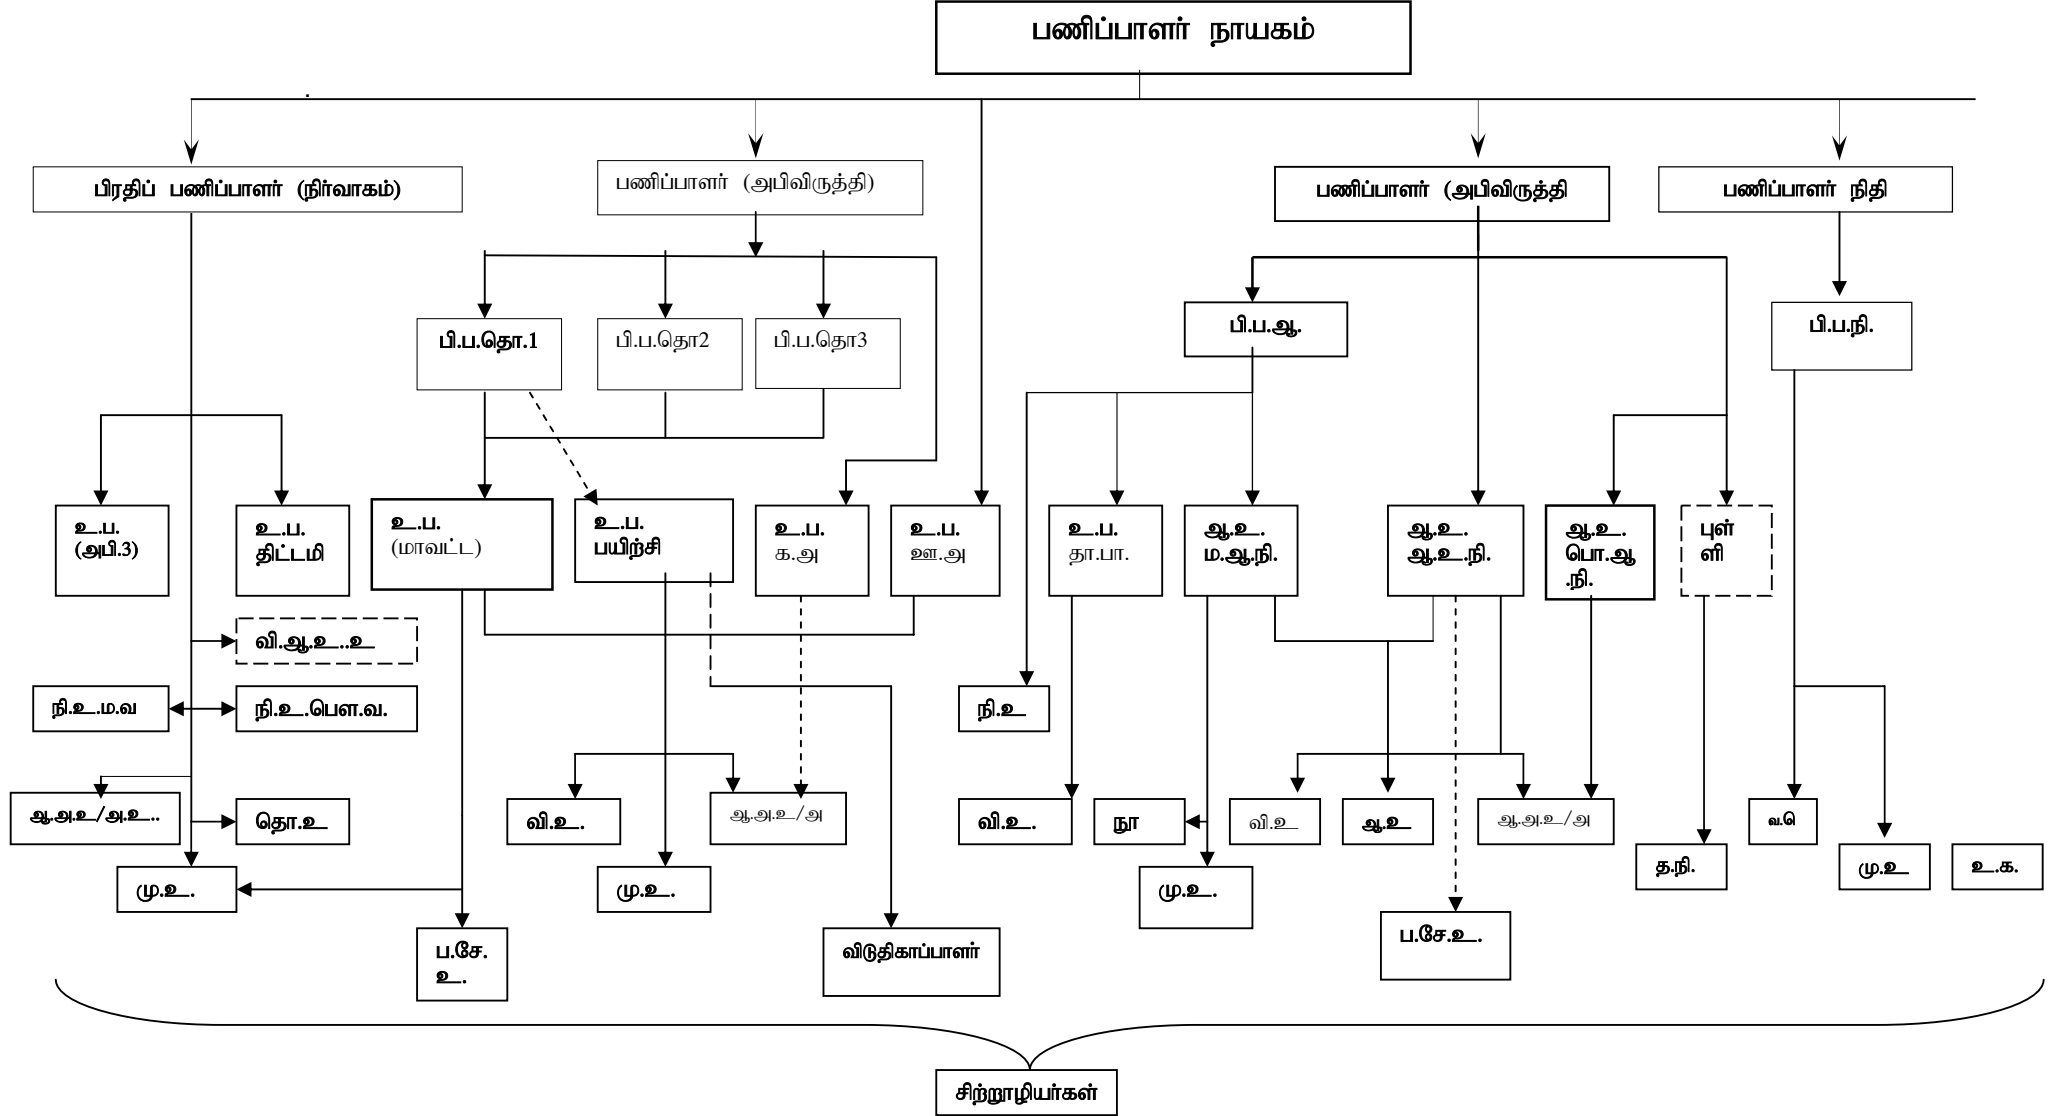 பணிப்பாளர் நாயகம்
பிரதிப் பணிப்பாளர் (நிர்வாகம்)
பணிப்பாளர் (அபிவிருத்தி)
பணிப்பாளர் (அபிவிருத்தி
பணிப்பாளர் நிதி
பி.ப.தொ.1
பி.ப.தொ2
பி.ப.தொ3
பி.ப.ஆ.
பி.ப.நி.
உ.ப.
(அபி.3)
உ.ப.
திட்டமி
உ.ப.
(மாவட்ட)
உ.ப.
பயிற்சி
உ.ப.
க.அ
உ.ப.
ஊ.அ
உ.ப.
தா.பா.
ஆ.உ.
ம.ஆ.நி.
ஆ.உ.
ஆ.உ.நி.
ஆ.உ.
பொ.ஆ
.நி.
புள்
ளி
வி.ஆ.உ..உ
நி.உ.ம.வ
நி.உ.பௌ.வ.
நி.உ
ஆ.அ.உ/அ.உ..
தொ.உ
வி.உ.
ஆ.அ.உ/அ
வி.உ.
நூ
வி.உ
ஆ.உ
ஆ.அ.உ/அ
வ.செ
மு.உ.
மு.உ.
மு.உ.
த.நி.
மு.உ
உ.க.
ப.சே.
உ.
விடுதிகாப்பாளர்
ப.சே.உ.
சிற்றூழியர்கள்